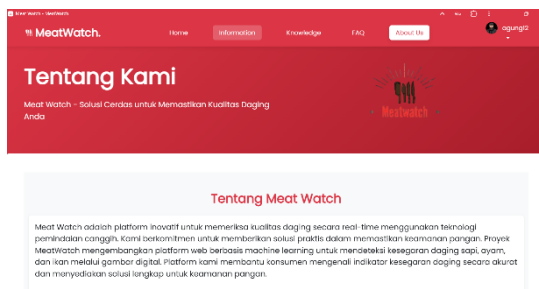 MeatWatch.
Home
Information
Knowledge
FAQ
About Us
agungl2
Tentang Kami
Meat Watch - Solusi Cerdas untuk Memastikan Kualitas Daging
Anda
Meatwatch
Tentang Meat Watch
Meat Watch adalah platform inovatif untuk memeriksa kualitas daging secara real-time menggunakan teknologi
pemindaian canggih. Kami berkomitmen untuk memberikan solusi praktis dalam memastikan keamanan pangan. Proyek
MeatWatch mengembangkan platform web berbasis machine learning untuk mendeteksi kesegaran daging sapi, ayam,
dan ikan melalui gambar digital. Platform kami membantu konsumen mengenali indikator kesegaran daging secara akurat
dan menyediakan solusi lengkap untuk keamanan pangan.